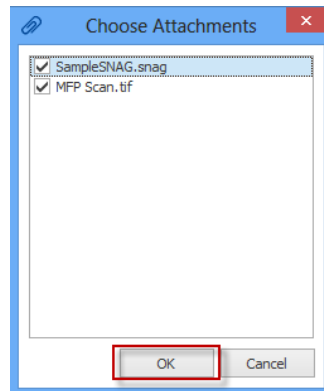 Choose Attachments
SampleSNAG.snag
MFP Scan.tif
OK
Cancel